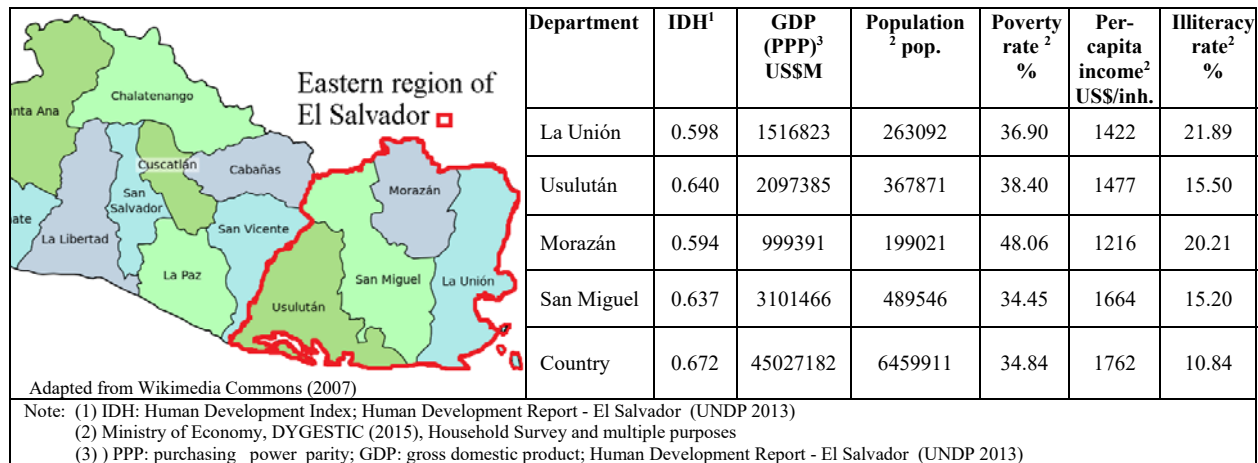 Eastern region of
El Salvador
nta Ana
Chalatenango
Cuscatlán
Cabañas
Morazán
San
Salvador
ate
La Libertad
San Vicente
La Paz
San Miguel
La Unión
Usulután
Adapted from Wikimedia Commons (2007)
Department IDH¹ GDP (PPP)³ US$M Population ² pop. Poverty rate ² % Per-capita income² US$/inh. Illiteracy rate² %
La Unión 0.598 1516823 263092 36.90 1422 21.89
Usulután 0.640 2097385 367871 38.40 1477 15.50
Morazán 0.594 999391 199021 48.06 1216 20.21
San Miguel 0.637 3101466 489546 34.45 1664 15.20
Country 0.672 45027182 6459911 34.84 1762 10.84
Note: (1) IDH: Human Development Index; Human Development Report - El Salvador (UNDP 2013)
(2) Ministry of Economy, DYGESTIC (2015), Household Survey and multiple purposes
(3) ) PPP: purchasing power parity; GDP: gross domestic product; Human Development Report - El Salvador (UNDP 2013)